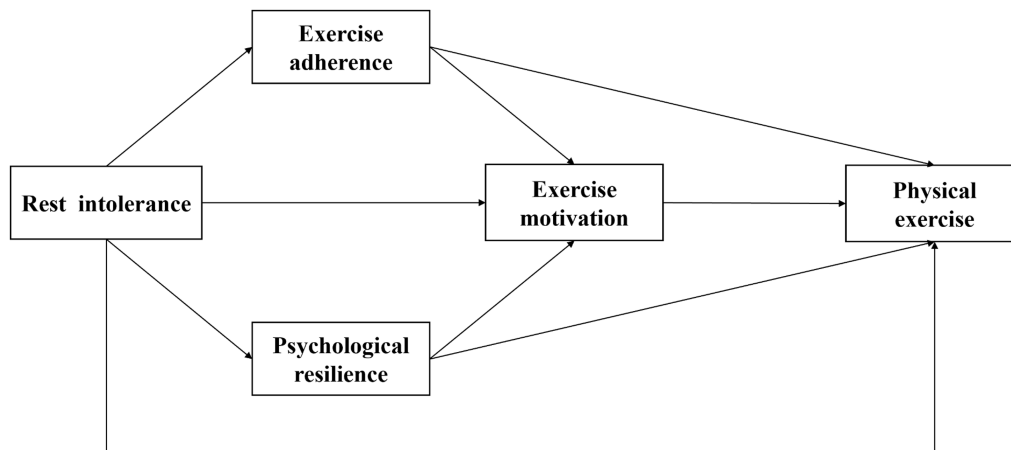 Exercise
adherence
Rest intolerance
Exercise
motivation
Physical
exercise
Psychological
resilience